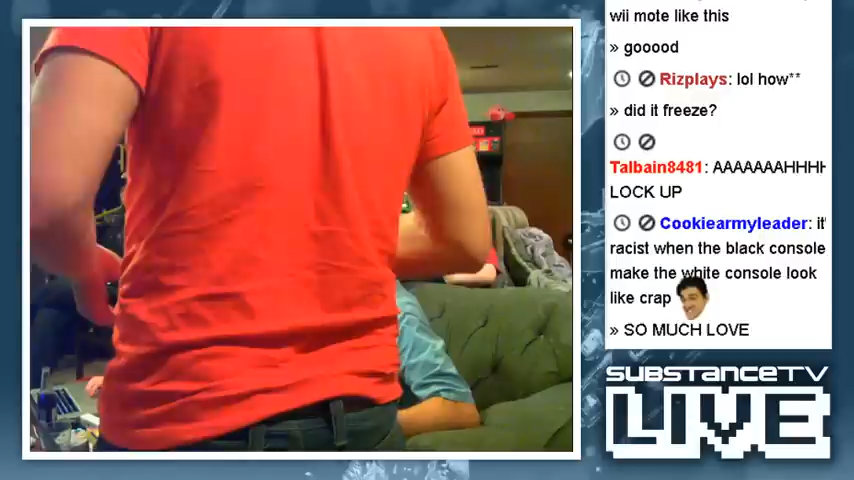 wii mote like this
» gooood
Rizplays: lol how**
» did it freeze?
Talbain8481: AAAAAAAHHHH
LOCK UP
Cookiearmyleader: it'
racist when the black console
make the white console look
like crap
» SO MUCH LOVE
SUBSTANCETV
LIVE